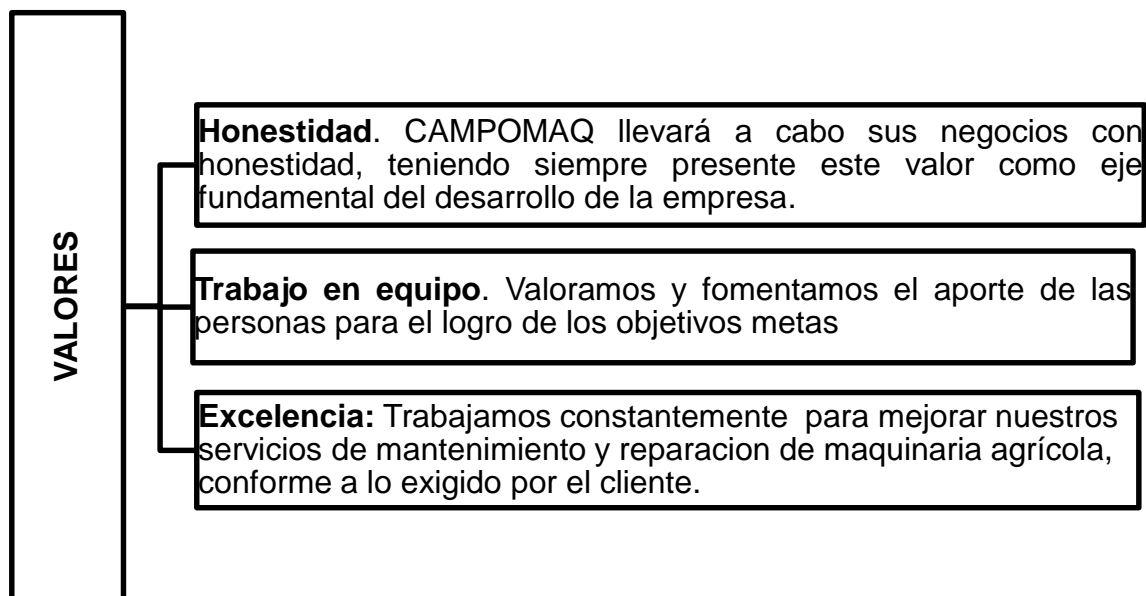 VALORES
Honestidad. CAMPOMAQ llevará a cabo sus negocios con
honestidad, teniendo siempre presente este valor como eje
fundamental del desarrollo de la empresa.
Trabajo en equipo. Valoramos y fomentamos el aporte de las
personas para el logro de los objetivos metas
Excelencia: Trabajamos constantemente para mejorar nuestros
servicios de mantenimiento y reparacion de maquinaria agrícola,
conforme a lo exigido por el cliente.